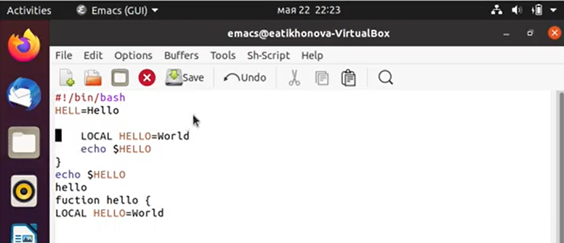 Activities Emacs (GUI) мая 22 22:23
emacs@eatikhonova-VirtualBox
File Edit Options Buffers Tools Sh-Script Help
Save Undo
#!/bin/bash
HELL=Hello
LOCAL HELLO=World
echo $HELLO
}
echo $HELLO
hello
fuction hello {
LOCAL HELLO=World